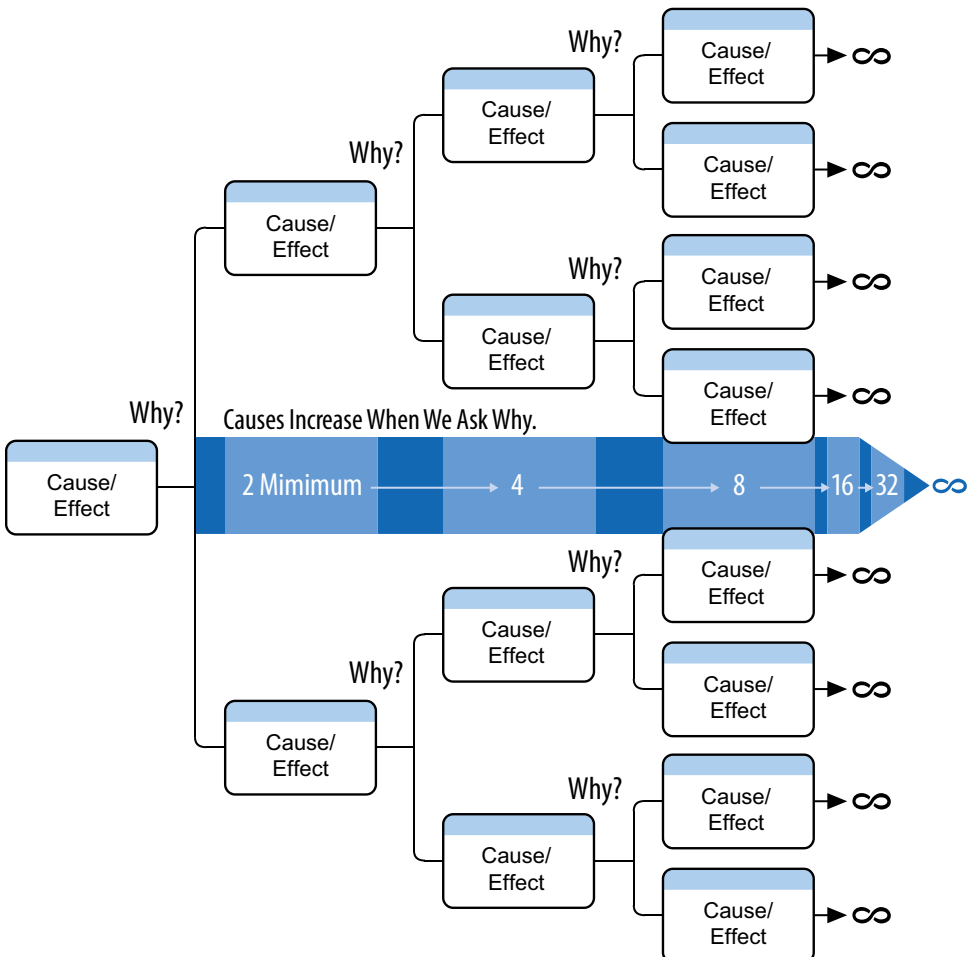 Why?
Cause/
Effect
∞
Why?
Cause/
Effect
Cause/
Effect
∞
Why?
Cause/
Effect
Why?
Cause/
Effect
∞
Cause/
Effect
Cause/
Effect
∞
Why?
Causes Increase When We Ask Why.
Cause/
Effect
2 Mimimum 4 8 16 32 ∞
Why?
Cause/
Effect
∞
Cause/
Effect
Why?
Cause/
Effect
∞
Cause/
Effect
Why?
Cause/
Effect
∞
Cause/
Effect
Cause/
Effect
∞